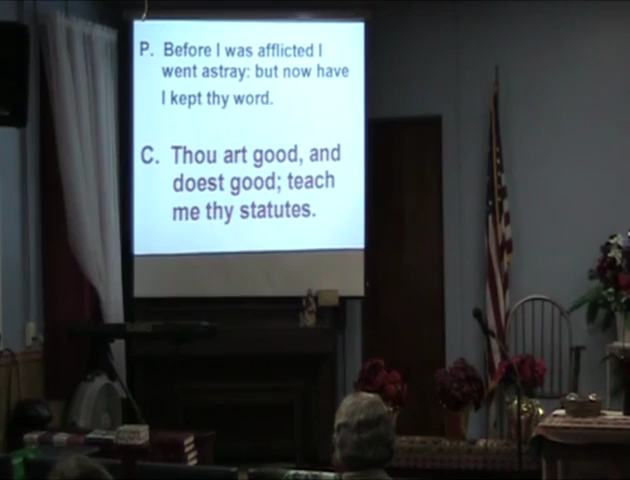 P. Before I was afflicted I
went astray: but now have
I kept thy word.
C. Thou art good, and
doest good; teach
me thy statutes.